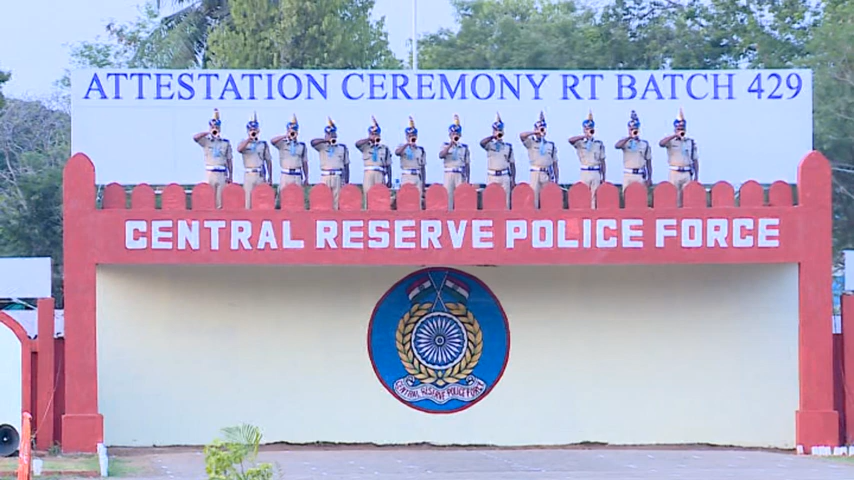 ATTESTATION CEREMONY RT BATCH 429
CENTRAL RESERVE POLICE FORCE
CENTRAL RESERVE POLICE FORCE